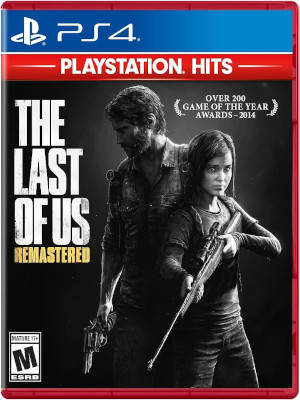 PS4
PLAYSTATION HITS
OVER 200
GAME OF THE YEAR
AWARDS - 2014
THE
LAST
OF US
REMASTERED
MATURE 17+
M
ESRB